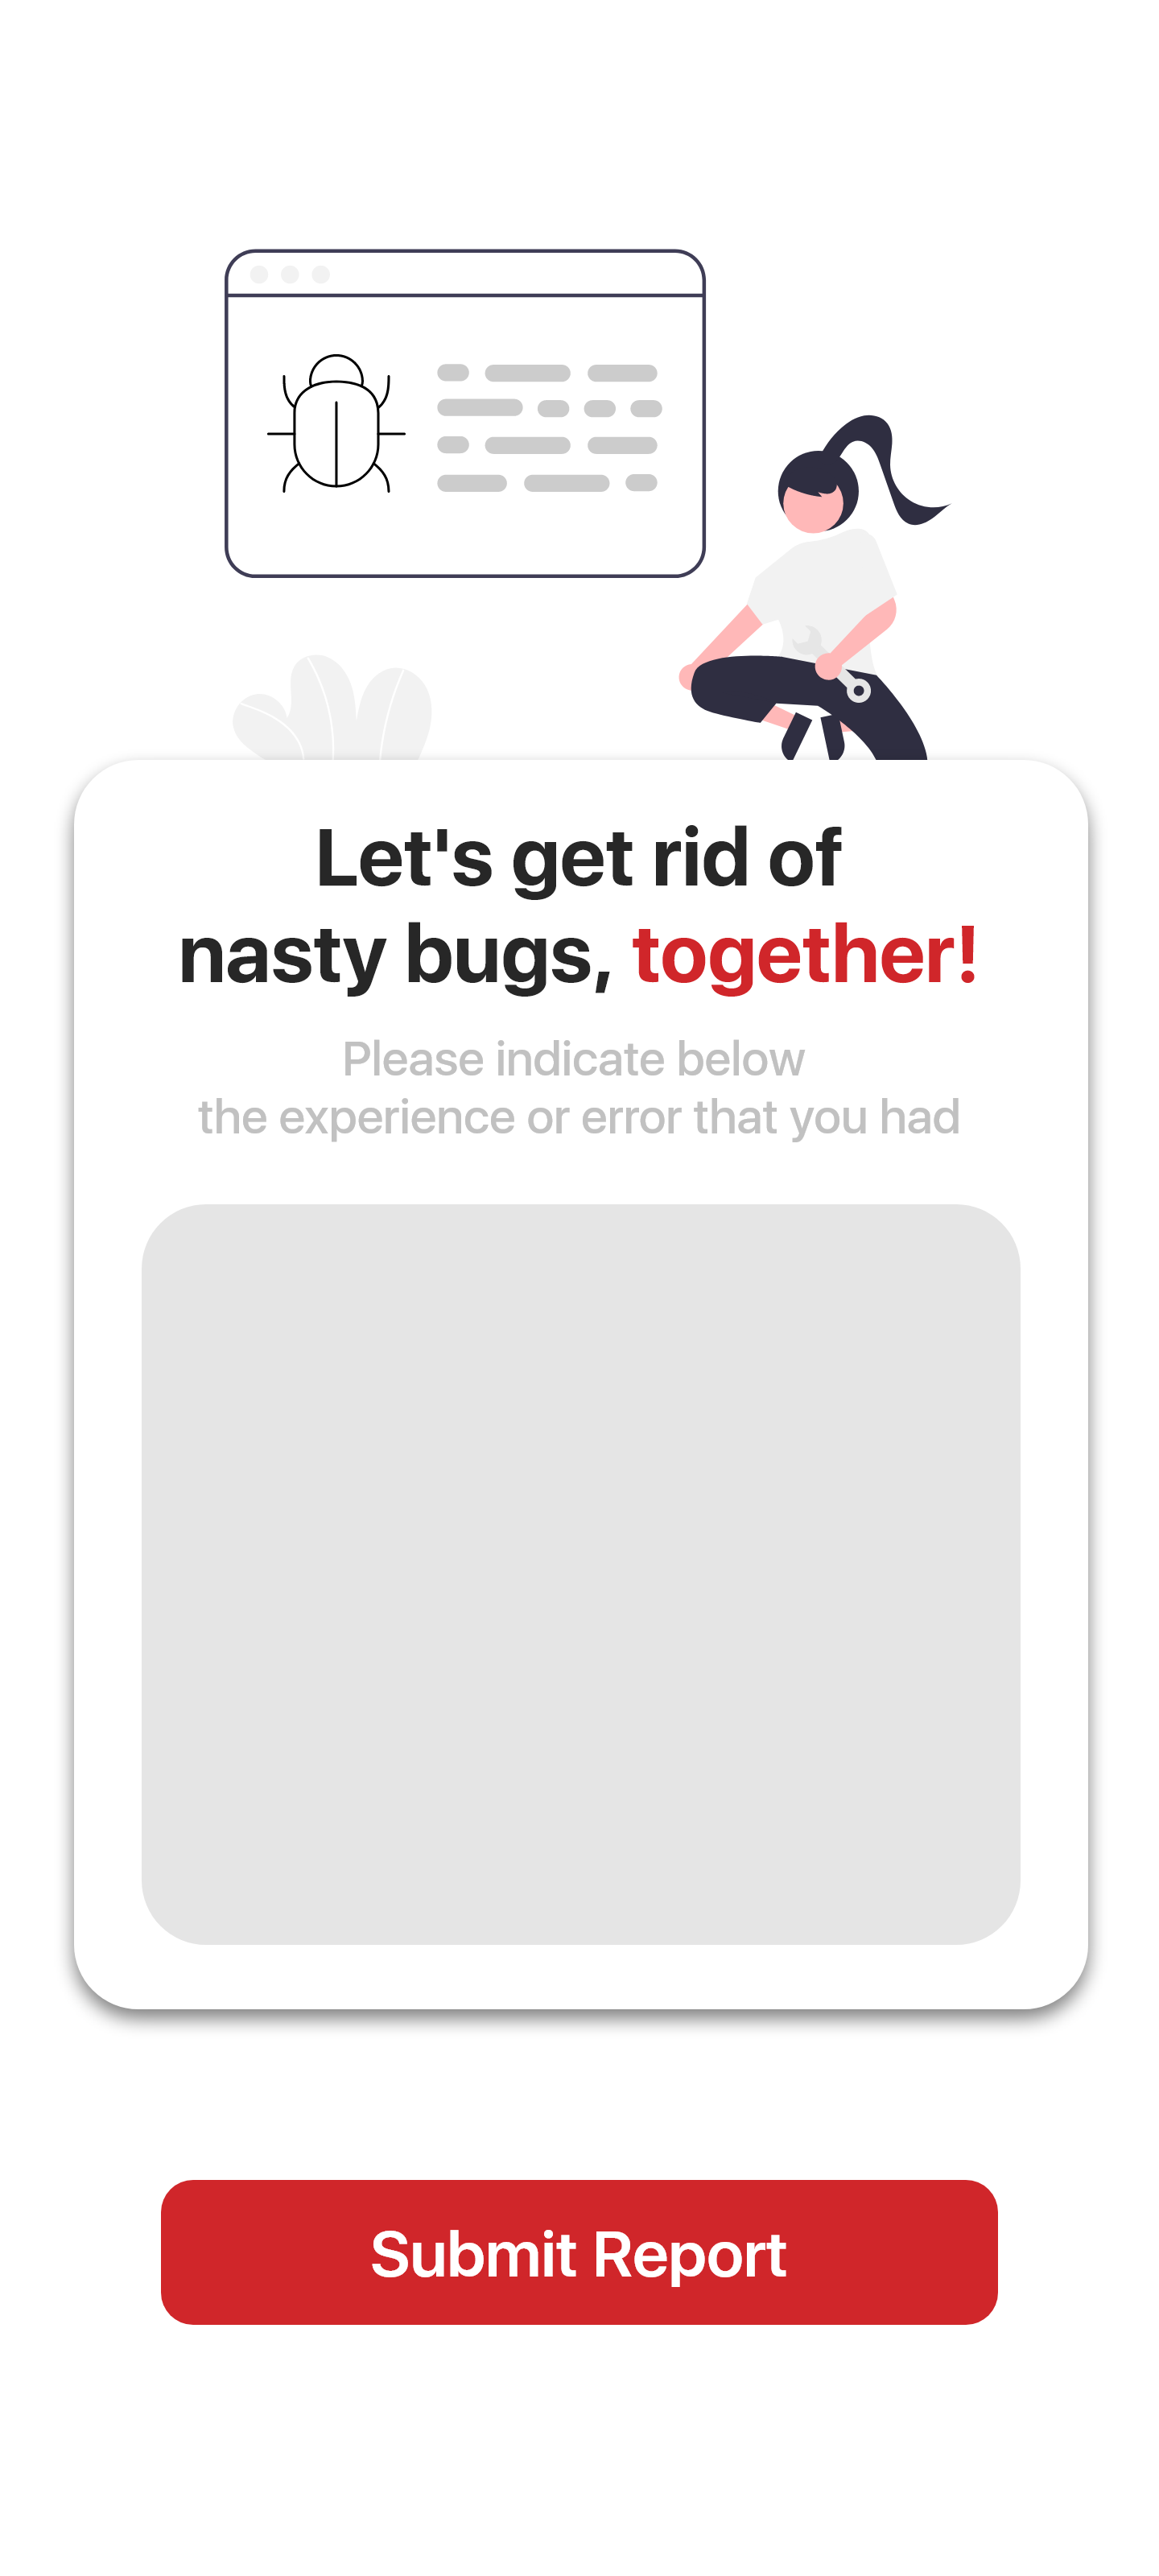 Let's get rid of
nasty bugs, together!
Please indicate below
the experience or error that you had
Submit Report